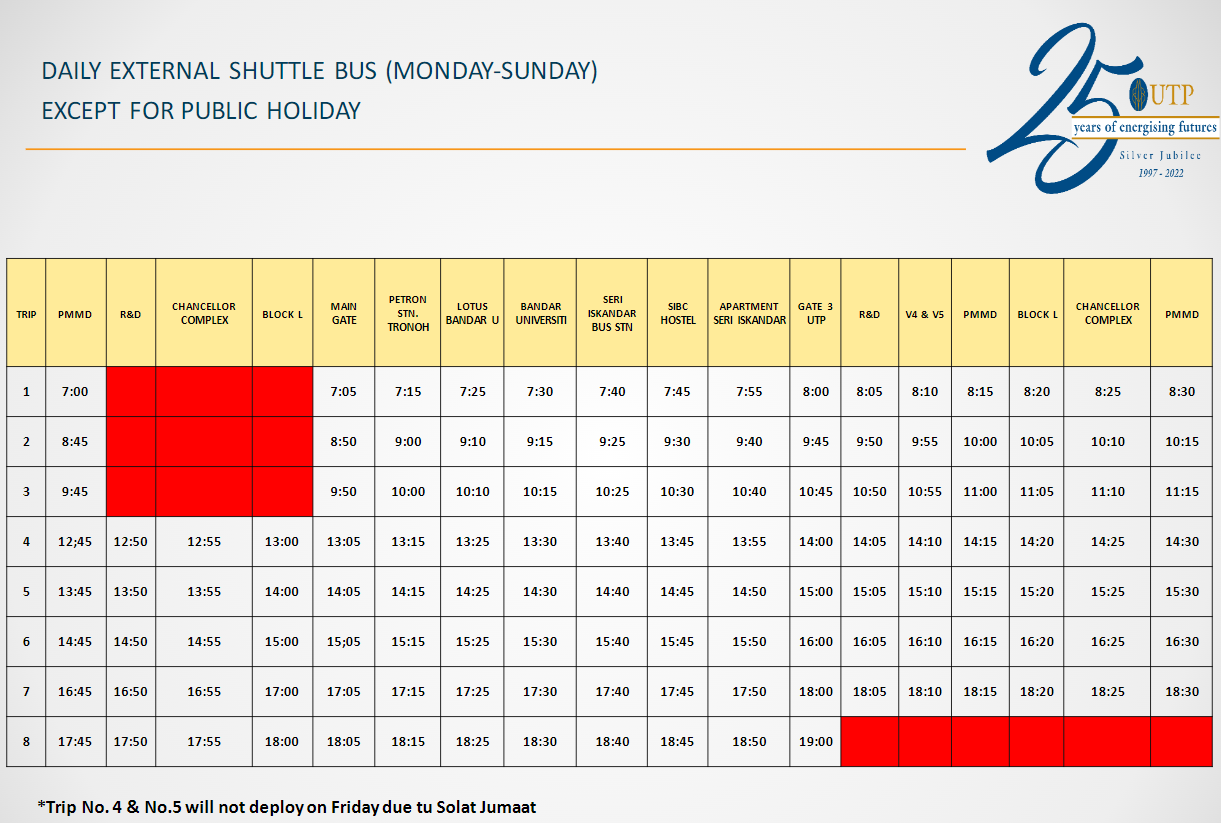 DAILY EXTERNAL SHUTTLE BUS (MONDAY-SUNDAY)
EXCEPT FOR PUBLIC HOLIDAY
25
UTP
years of energising futures
Silver Jubilee
1997 - 2022
TRIP PMMD R&D CHANCELLOR COMPLEX BLOCK L MAIN GATE PETRON STN. TRONOH LOTUS BANDAR U BANDAR UNIVERSITI SERI ISKANDAR BUS STN SIBC HOSTEL APARTMENT SERI ISKANDAR GATE 3 UTP R&D V4 & V5 PMMD BLOCK L CHANCELLOR COMPLEX PMMD
1 7:00 7:05 7:15 7:25 7:30 7:40 7:45 7:55 8:00 8:05 8:10 8:15 8:20 8:25 8:30
2 8:45 8:50 9:00 9:10 9:15 9:25 9:30 9:40 9:45 9:50 9:55 10:00 10:05 10:10 10:15
3 9:45 9:50 10:00 10:10 10:15 10:25 10:30 10:40 10:45 10:50 10:55 11:00 11:05 11:10 11:15
4 12;45 12:50 12:55 13:00 13:05 13:15 13:25 13:30 13:40 13:45 13:55 14:00 14:05 14:10 14:15 14:20 14:25 14:30
5 13:45 13:50 13:55 14:00 14:05 14:15 14:25 14:30 14:40 14:45 14:50 15:00 15:05 15:10 15:15 15:20 15:25 15:30
6 14:45 14:50 14:55 15:00 15;05 15:15 15:25 15:30 15:40 15:45 15:50 16:00 16:05 16:10 16:15 16:20 16:25 16:30
7 16:45 16:50 16:55 17:00 17:05 17:15 17:25 17:30 17:40 17:45 17:50 18:00 18:05 18:10 18:15 18:20 18:25 18:30
8 17:45 17:50 17:55 18:00 18:05 18:15 18:25 18:30 18:40 18:45 18:50 19:00
*Trip No. 4 & No.5 will not deploy on Friday due tu Solat Jumaat